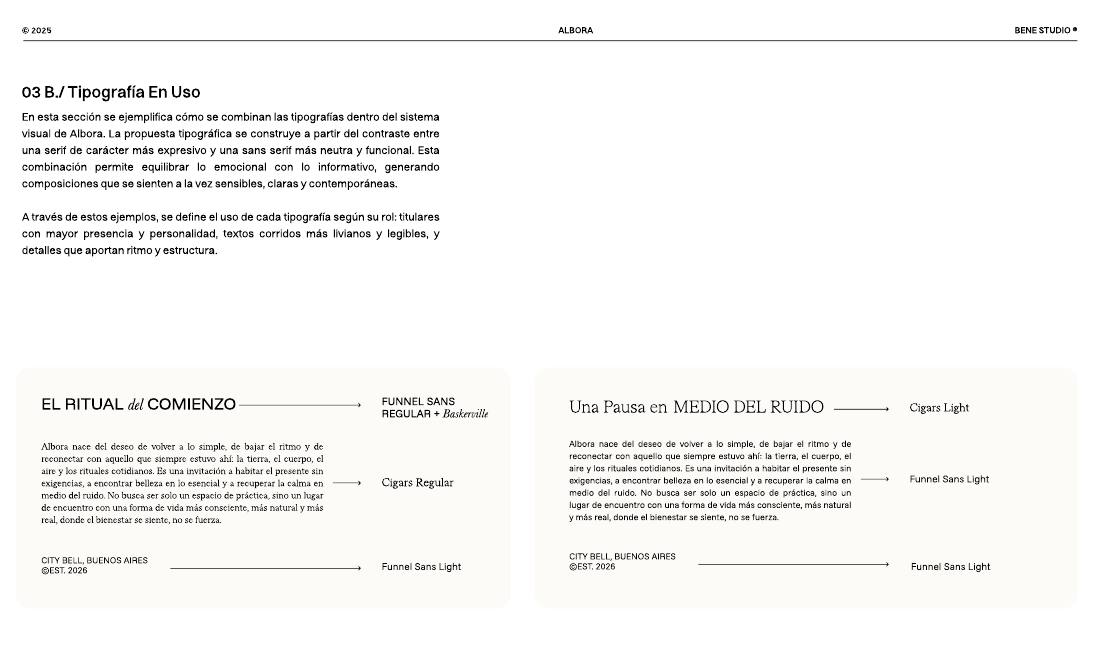 © 2025
ALBORA
BENE STUDIO
03 B./ Tipografía En Uso
En esta sección se ejemplifica cómo se combinan las tipografías dentro del sistema
visual de Albora. La propuesta tipográfica se construye a partir del contraste entre
una serif de carácter más expresivo y una sans serif más neutra y funcional. Esta
combinación permite equilibrar lo emocional con lo informativo, generando
composiciones que se sienten a la vez sensibles, claras y contemporáneas.
A través de estos ejemplos, se define el uso de cada tipografía según su rol: titulares
con mayor presencia y personalidad, textos corridos más livianos y legibles, y
detalles que aportan ritmo y estructura.
EL RITUAL del COMIENZO
FUNNEL SANS
REGULAR + Baskerville
Albora nace del deseo de volver a lo simple, de bajar el ritmo y de
reconectar con aquello que siempre estuvo ahí: la tierra, el cuerpo, el
aire y los rituales cotidianos. Es una invitación a habitar el presente sin
exigencias, a encontrar belleza en lo esencial y a recuperar la calma en
medio del ruido. No busca ser solo un espacio de práctica, sino un lugar
de encuentro con una forma de vida más consciente, más natural y más
real, donde el bienestar se siente, no se fuerza.
Cigars Regular
CITY BELL, BUENOS AIRES
©EST. 2026
Funnel Sans Light
Una Pausa en MEDIO DEL RUIDO
Cigars Light
Albora nace del deseo de volver a lo simple, de bajar el ritmo y de
reconectar con aquello que siempre estuvo ahí: la tierra, el cuerpo, el
aire y los rituales cotidianos. Es una invitación a habitar el presente sin
exigencias, a encontrar belleza en lo esencial y a recuperar la calma en
medio del ruido. No busca ser solo un espacio de práctica, sino un
lugar de encuentro con una forma de vida más consciente, más natural
y más real, donde el bienestar se siente, no se fuerza.
Funnel Sans Light
CITY BELL, BUENOS AIRES
©EST. 2026
Funnel Sans Light